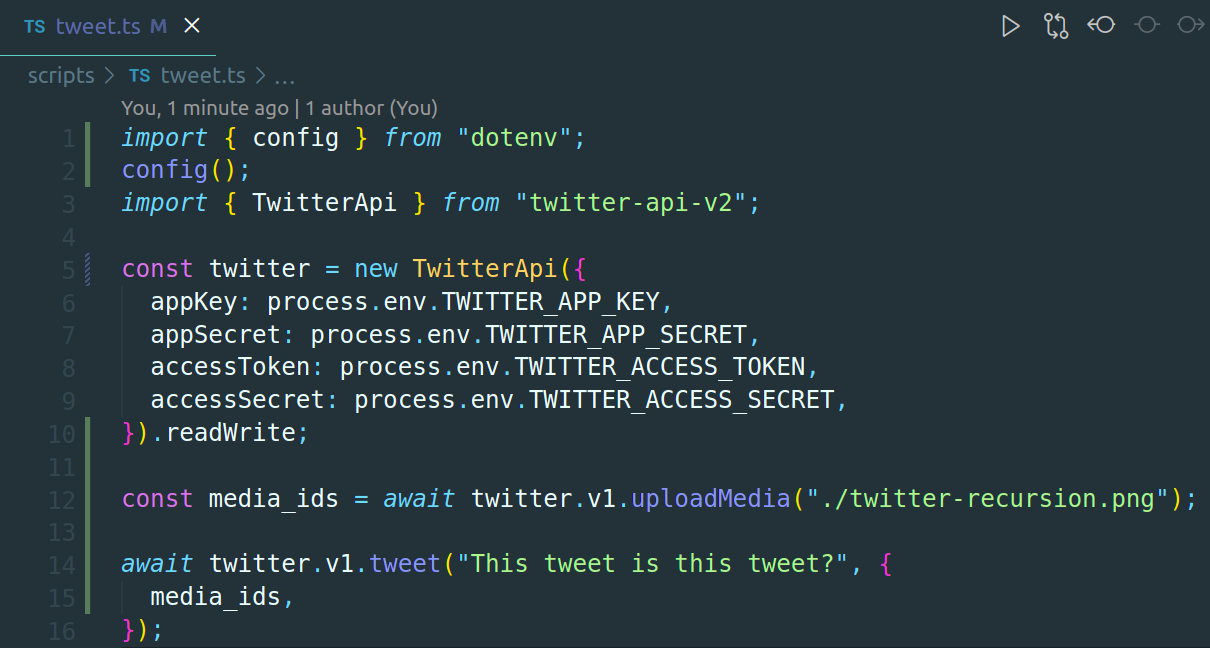 TS tweet.ts M
scripts > TS tweet.ts > ...
You, 1 minute ago | 1 author (You)
1 import { config } from "dotenv";
2 config();
3 import { TwitterApi } from "twitter-api-v2";
4
5 const twitter = new TwitterApi({
6   appKey: process.env.TWITTER_APP_KEY,
7   appSecret: process.env.TWITTER_APP_SECRET,
8   accessToken: process.env.TWITTER_ACCESS_TOKEN,
9   accessSecret: process.env.TWITTER_ACCESS_SECRET,
10 }).readWrite;
11
12 const media_ids = await twitter.v1.uploadMedia("./twitter-recursion.png");
13
14 await twitter.v1.tweet("This tweet is this tweet?", {
15   media_ids,
16 });